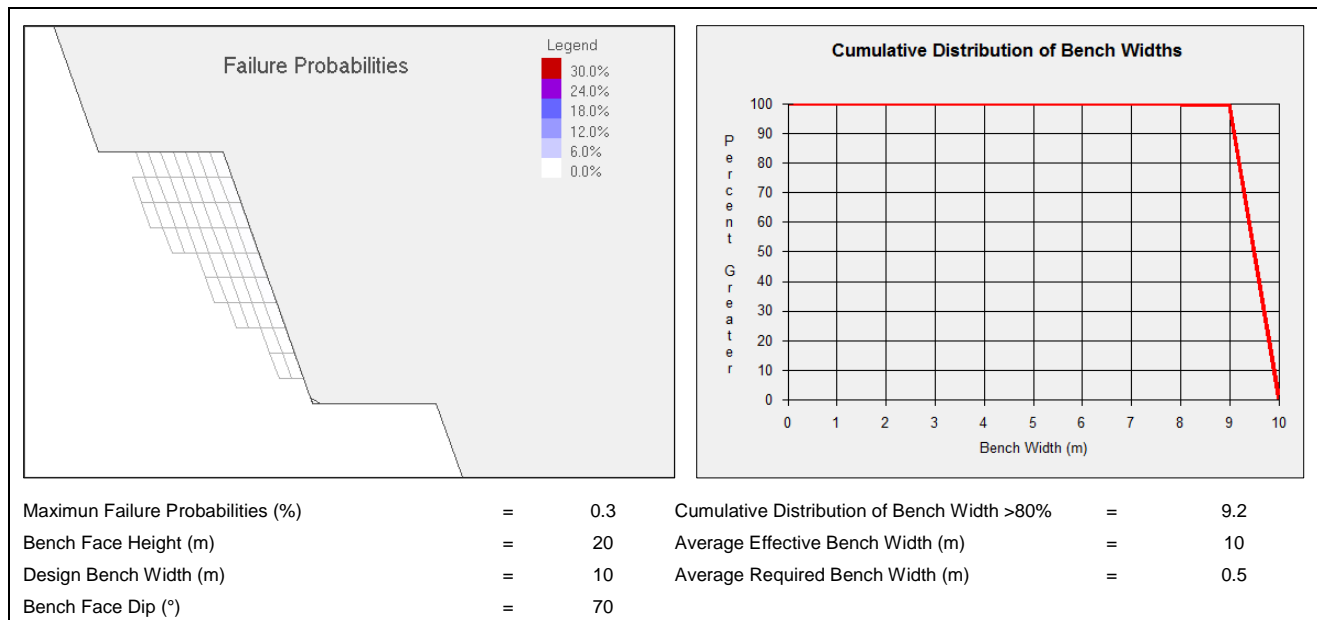 Failure Probabilities
Legend
30.0%
24.0%
18.0%
12.0%
6.0%
0.0%
Cumulative Distribution of Bench Widths
Percent Greater
100
90
80
70
60
50
40
30
20
10
0
0 1 2 3 4 5 6 7 8 9 10
Bench Width (m)
Maximun Failure Probabilities (%) = 0.3
Bench Face Height (m) = 20
Design Bench Width (m) = 10
Bench Face Dip (°) = 70
Cumulative Distribution of Bench Width >80% = 9.2
Average Effective Bench Width (m) = 10
Average Required Bench Width (m) = 0.5